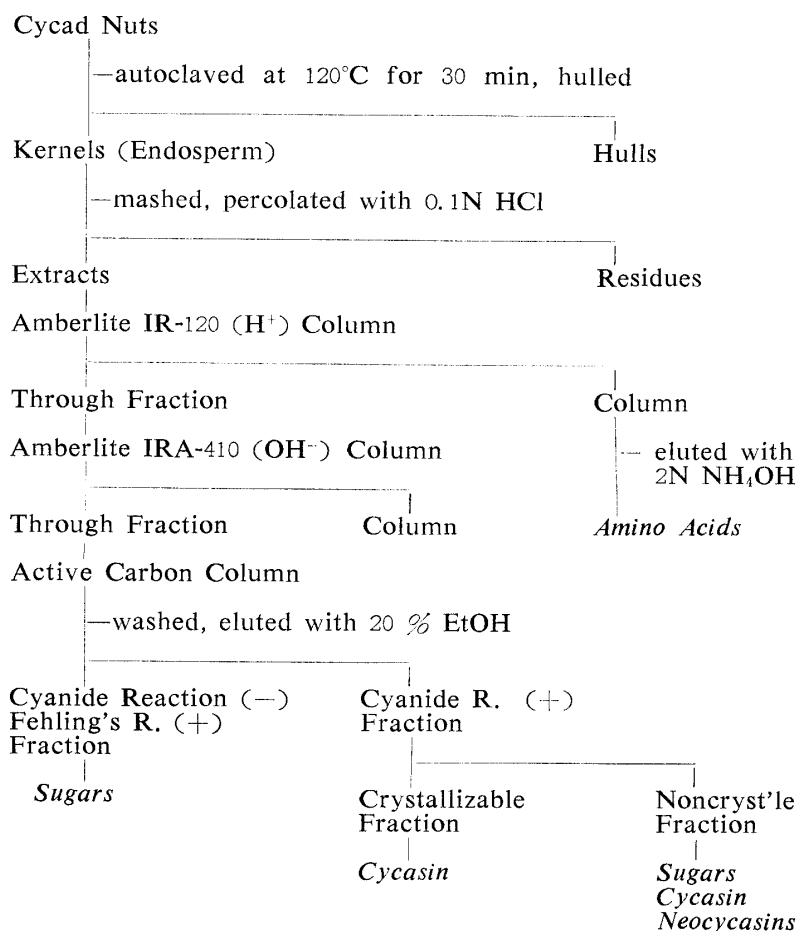 Cycad Nuts
—autoclaved at 120°C for 30 min, hulled
Kernels (Endosperm)
Hulls
—mashed, percolated with 0.1N HCl
Extracts
Residues
Amberlite IR-120 (H⁺) Column
Through Fraction
Column
Amberlite IRA-410 (OH⁻) Column
— eluted with
2N NH₄OH
Through Fraction
Column
Amino Acids
Active Carbon Column
—washed, eluted with 20 % EtOH
Cyanide Reaction (−)
Fehling's R. (+)
Fraction
Sugars
Cyanide R. (+)
Fraction
Crystallizable
Fraction
Cycasin
Noncryst'le
Fraction
Sugars
Cycasin
Neocycasins